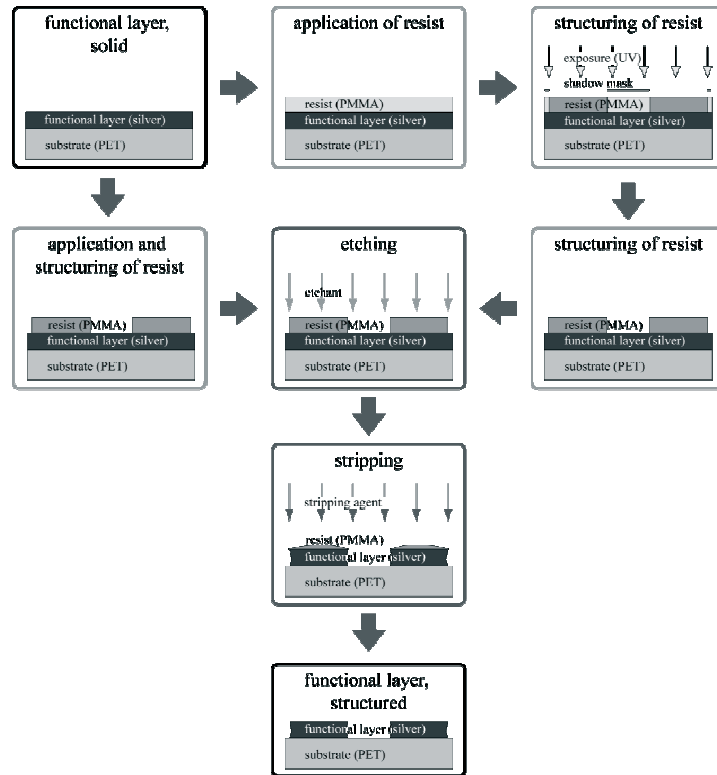 functional layer,
solid
functional layer (silver)
substrate (PET)
application of resist
resist (PMMA)
functional layer (silver)
substrate (PET)
structuring of resist
exposure (UV)
shadow mask
resist (PMMA)
functional layer (silver)
substrate (PET)
application and
structuring of resist
resist (PMMA)
functional layer (silver)
substrate (PET)
etching
etchant
resist (PMMA)
functional layer (silver)
substrate (PET)
structuring of resist
resist (PMMA)
functional layer (silver)
substrate (PET)
stripping
stripping agent
resist (PMMA)
functional layer (silver)
substrate (PET)
functional layer,
structured
functional layer (silver)
substrate (PET)